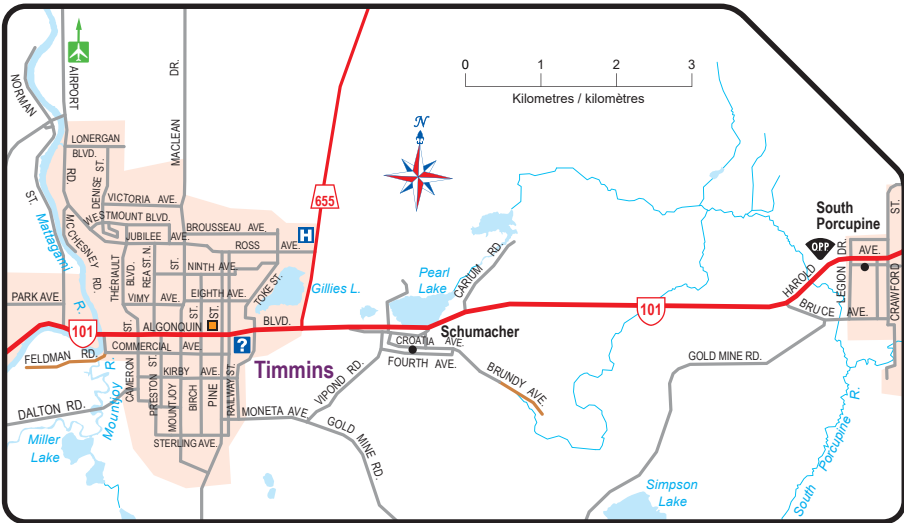 0 1 2 3
Kilometres / kilomètres
N
NORMAN
ST.
AIRPORT
RD.
MACLEAN
DR.
LONERGAN
BLVD.
DENISE ST.
VICTORIA AVE.
WESTMOUNT BLVD.
BROUSSEAU AVE.
JUBILEE AVE.
ROSS AVE.
H
655
Mattagami
R.
MCCHESNEY RD.
THERIAULT
BLVD.
REA ST. N.
ST.
NINTH AVE.
EIGHTH AVE.
TOKE ST.
Gillies L.
VIMY AVE.
ST.
ST.
PARK AVE.
101
ST.
ALGONQUIN
BLVD.
COMMERCIAL AVE.
?
Timmins
FELDMAN RD.
CAMERON
PRESTON ST.
KIRBY AVE.
MOUNTJOY
BIRCH
PINE
RAILWAY ST.
MONETA AVE.
STERLING AVE.
DALTON RD.
Mountjoy R.
Miller
Lake
VIPOND RD.
GOLD MINE RD.
Pearl
Lake
CARIUM RD.
Schumacher
CROATIA AVE.
FOURTH AVE.
BRUNDY AVE.
101
GOLD MINE RD.
Simpson
Lake
South Porcupine R.
South
Porcupine
OPP
HAROLD
AVE.
LEGION DR.
BRUCE AVE.
CRAWFORD
ST.